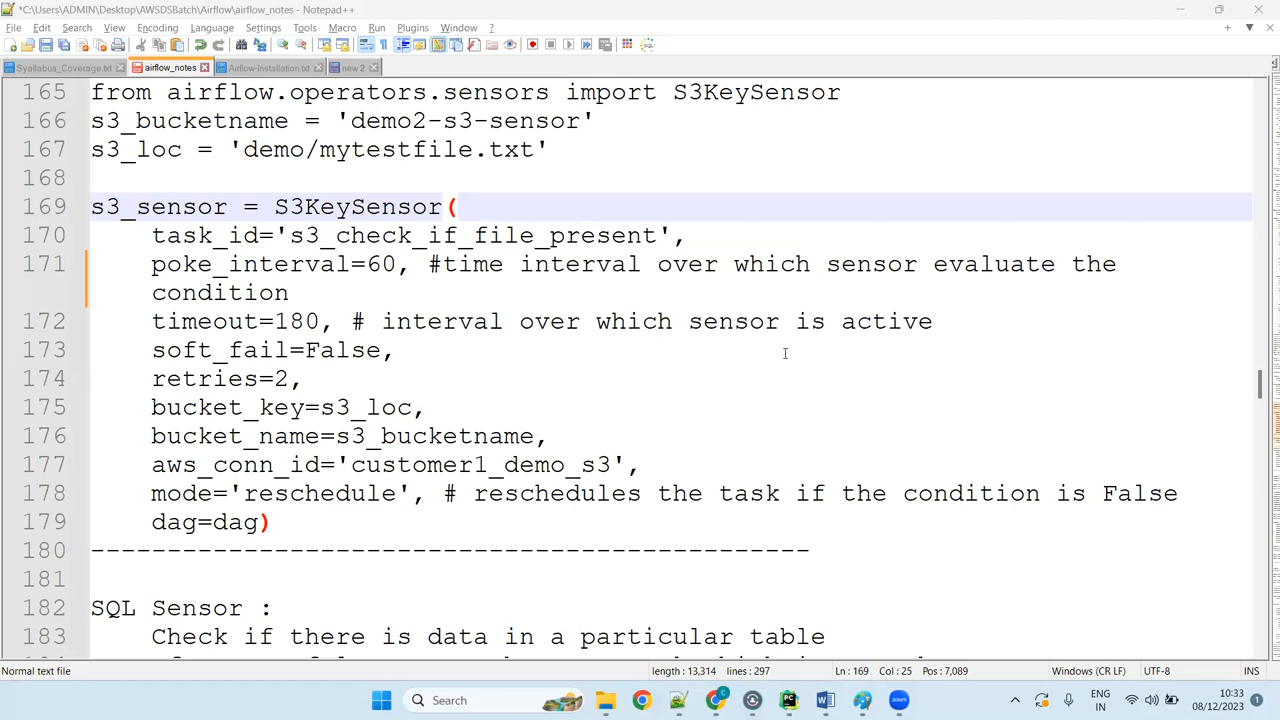 *C:\Users\ADMIN\Desktop\AWSDSBatch\Airflow\airflow_notes - Notepad++
File Edit Search View Encoding Language Settings Tools Macro Run Plugins Window ?
Syallabus_Coverage.txt airflow_notes Airflow-Installation.txt new 2
165 from airflow.operators.sensors import S3KeySensor
166 s3_bucketname = 'demo2-s3-sensor'
167 s3_loc = 'demo/mytestfile.txt'
168
169 s3_sensor = S3KeySensor(
170 task_id='s3_check_if_file_present',
171 poke_interval=60, #time interval over which sensor evaluate the
condition
172 timeout=180, # interval over which sensor is active
173 soft_fail=False,
174 retries=2,
175 bucket_key=s3_loc,
176 bucket_name=s3_bucketname,
177 aws_conn_id='customer1_demo_s3',
178 mode='reschedule', # reschedules the task if the condition is False
179 dag=dag)
180 -----------------------------------------------
181
182 SQL Sensor :
183 Check if there is data in a particular table
Normal text file length : 13,314 lines : 297 Ln : 169 Col : 25 Pos : 7,089 Windows (CR LF) UTF-8 INS
Search ENG IN 10:33 08/12/2023